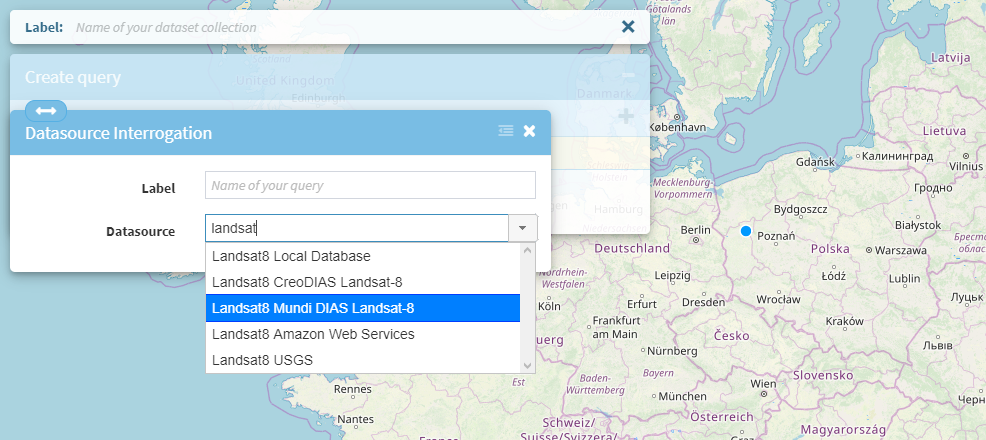 Label: Name of your dataset collection
Create query
Datasource Interrogation
Label Name of your query
Datasource landsat
Landsat8 Local Database
Landsat8 CreoDIAS Landsat-8
Landsat8 Mundi DIAS Landsat-8
Landsat8 Amazon Web Services
Landsat8 USGS
United Kingdom
Edinburgh
Götalands
län
Danmark
København
Latvija
Lietuva
Vilnius
Gdańsk
Калининград
Гродно
Mecklenburg-
Vorpommern
Holstein
Hamburg
Bydgoszcz
Białystok
Berlin
Poznań
Polska
Warszawa
Брест
Deutschland
Łódź
Lublin
Nordrhein-
Westfalen
Leipzig
Köln
Dresden
Wrocław
Луцьк
Frankfurt
am Main
Česko
Kraków
Львів
Nürnberg
Slovensko
Baden-
Württemberg
Bayern
Wien
Rennes
Nantes
München
Österreich
Magyarország
Schweiz/
Suisse/Svizzera